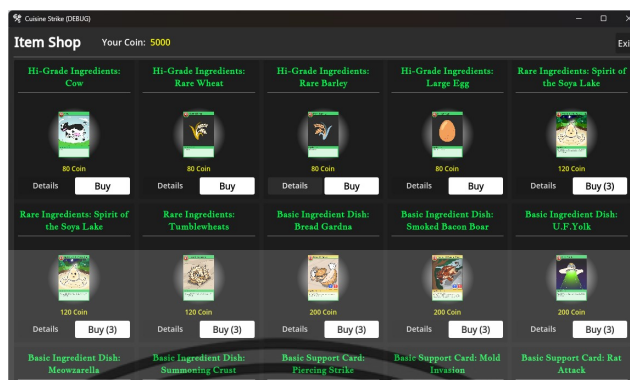 Cuisine Strike (DEBUG)
Item Shop
Your Coin: 5000
Exi
Hi-Grade Ingredients:
Cow
80 Coin
Details
Buy
Hi-Grade Ingredients:
Rare Wheat
80 Coin
Details
Buy
Hi-Grade Ingredients:
Rare Barley
80 Coin
Details
Buy
Hi-Grade Ingredients:
Large Egg
80 Coin
Details
Buy
Rare Ingredients: Spirit of
the Soya Lake
120 Coin
Details
Buy (3)
Rare Ingredients: Spirit of
the Soya Lake
120 Coin
Details
Buy (3)
Rare Ingredients:
Tumblewheats
120 Coin
Details
Buy (3)
Basic Ingredient Dish:
Bread Gardna
200 Coin
Details
Buy (3)
Basic Ingredient Dish:
Smoked Bacon Boar
200 Coin
Details
Buy (3)
Basic Ingredient Dish:
U.F.Yolk
200 Coin
Details
Buy (3)
Basic Ingredient Dish:
Meowzarella
Basic Ingredient Dish:
Summoning Crust
Basic Support Card:
Piercing Strike
Basic Support Card: Mold
Invasion
Basic Support Card: Rat
Attack